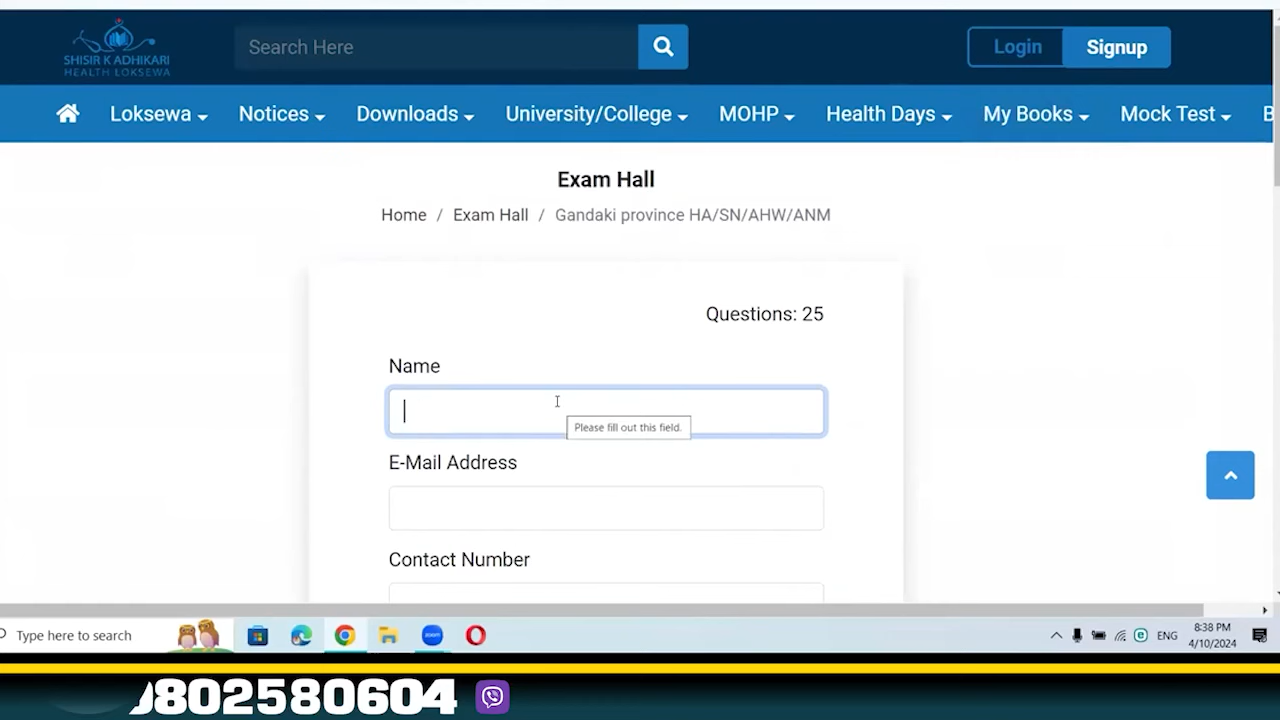 SHISIR K ADHIKARI
HEALTH LOKSEWA
Search Here
Login
Signup
Loksewa
Notices
Downloads
University/College
MOHP
Health Days
My Books
Mock Test
B
Exam Hall
Home / Exam Hall / Gandaki province HA/SN/AHW/ANM
Questions: 25
Name
Please fill out this field.
E-Mail Address
Contact Number
Type here to search
zoom
ENG
8:38 PM
4/10/2024
9802580604